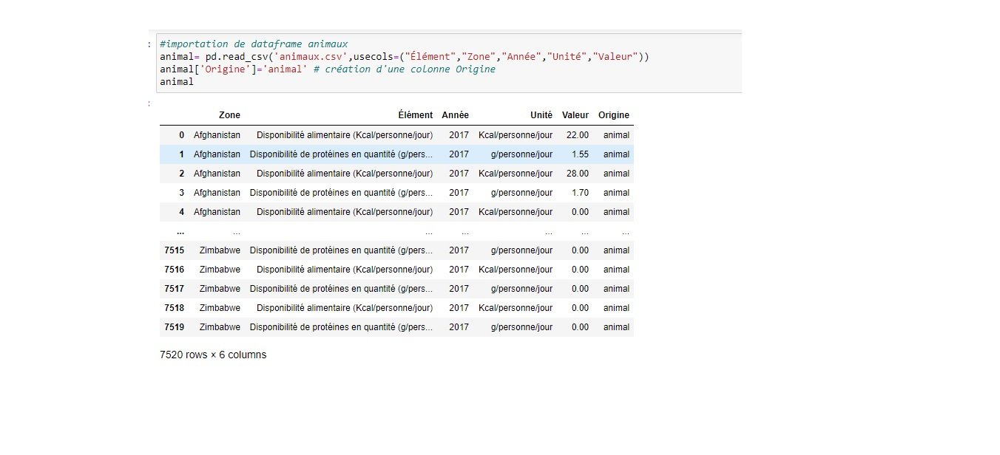 : #importation de dataframe animaux
animal= pd.read_csv('animaux.csv',usecols=("Élément","Zone","Année","Unité","Valeur"))
animal['Origine']='animal' # création d'une colonne Origine
animal
:
Zone Élément Année Unité Valeur Origine
0 Afghanistan Disponibilité alimentaire (Kcal/personne/jour) 2017 Kcal/personne/jour 22.00 animal
1 Afghanistan Disponibilité de protéines en quantité (g/pers... 2017 g/personne/jour 1.55 animal
2 Afghanistan Disponibilité alimentaire (Kcal/personne/jour) 2017 Kcal/personne/jour 28.00 animal
3 Afghanistan Disponibilité de protéines en quantité (g/pers... 2017 g/personne/jour 1.70 animal
4 Afghanistan Disponibilité alimentaire (Kcal/personne/jour) 2017 Kcal/personne/jour 0.00 animal
... ... ... ... ... ... ...
7515 Zimbabwe Disponibilité de protéines en quantité (g/pers... 2017 g/personne/jour 0.00 animal
7516 Zimbabwe Disponibilité alimentaire (Kcal/personne/jour) 2017 Kcal/personne/jour 0.00 animal
7517 Zimbabwe Disponibilité de protéines en quantité (g/pers... 2017 g/personne/jour 0.00 animal
7518 Zimbabwe Disponibilité alimentaire (Kcal/personne/jour) 2017 Kcal/personne/jour 0.00 animal
7519 Zimbabwe Disponibilité de protéines en quantité (g/pers... 2017 g/personne/jour 0.00 animal
7520 rows × 6 columns